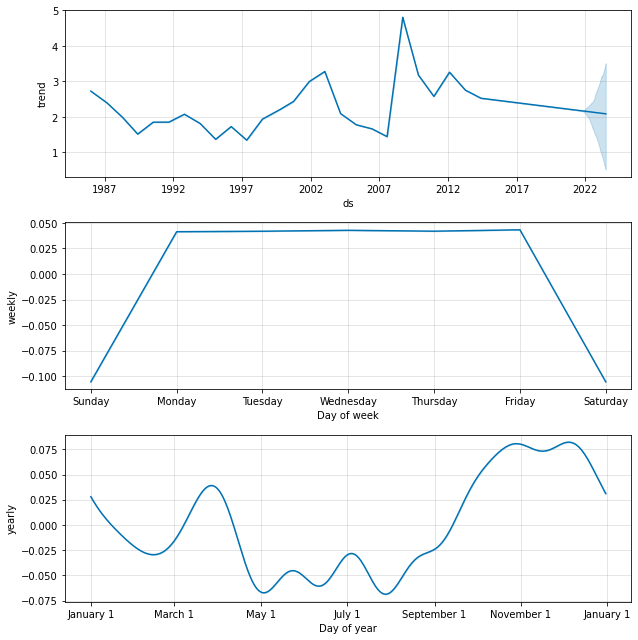 5
4
3
2
1
trend
1987 1992 1997 2002 2007 2012 2017 2022
ds
0.050
0.025
0.000
−0.025
−0.050
−0.075
−0.100
weekly
Sunday Monday Tuesday Wednesday Thursday Friday Saturday
Day of week
0.075
0.050
0.025
0.000
−0.025
−0.050
−0.075
yearly
January 1 March 1 May 1 July 1 September 1 November 1 January 1
Day of year